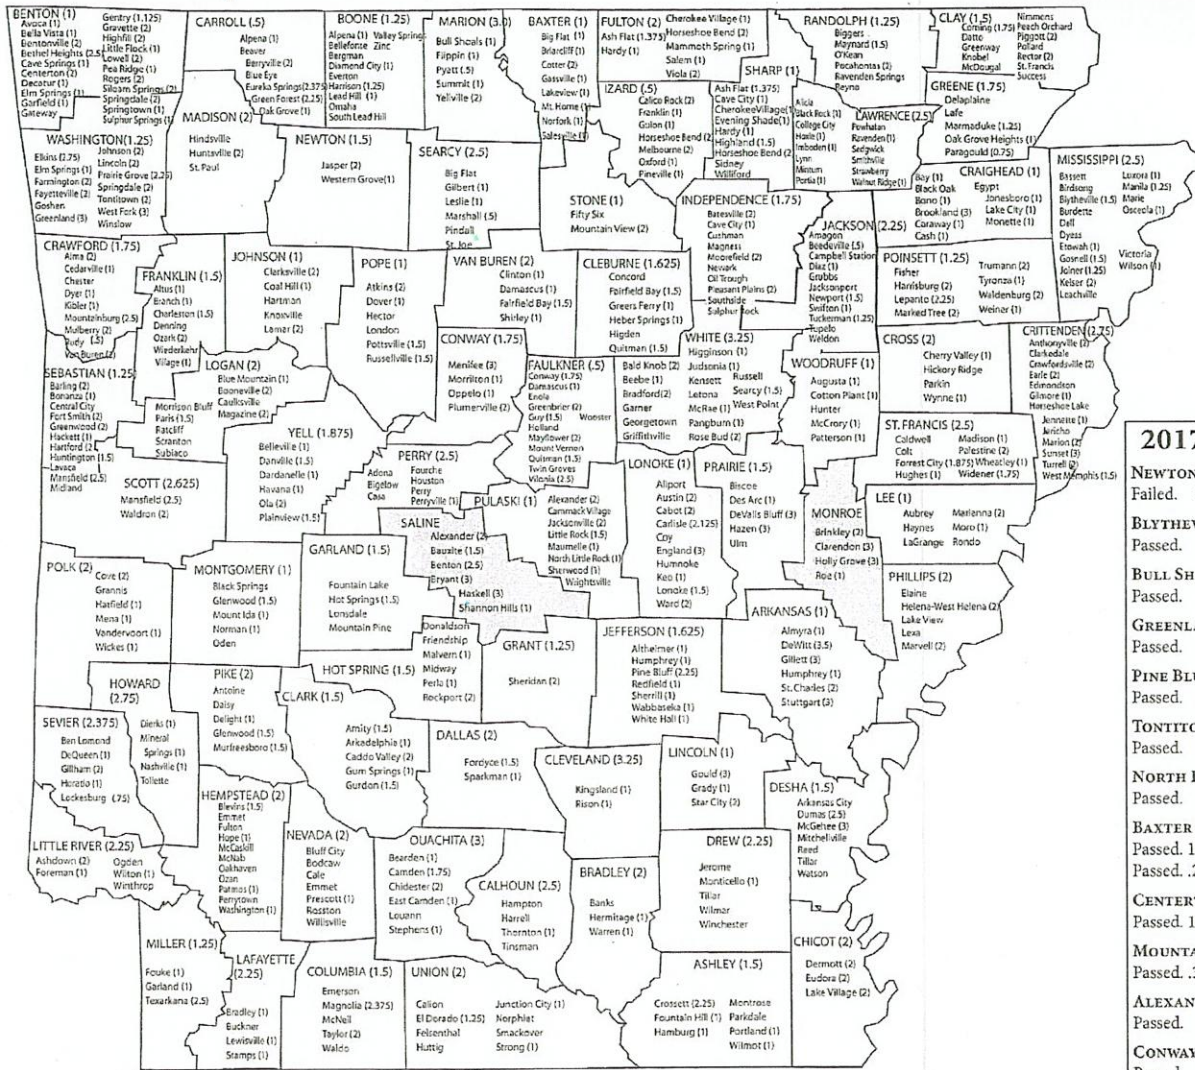 BENTON (1)
Avoca (1)
Bella Vista (1)
Bentonville (2)
Bethel Heights (2.5)
Cave Springs (1)
Centerton (2)
Decatur (1)
Elm Springs (1)
Garfield (1)
Gateway
Gentry (1.125)
Gravette (2)
Highfill (2)
Little Flock (1)
Lowell (2)
Pea Ridge (1)
Rogers (2)
Siloam Springs (2)
Springdale (2)
Springtown (1)
Sulphur Springs (1)
CARROLL (.5)
Alpena (1)
Beaver
Berryville (2)
Blue Eye
Eureka Springs (2.375)
Green Forest (2.25)
Oak Grove (1)
BOONE (1.25)
Alpena (1)
Bellefonte
Bergman
Diamond City (1)
Everton
Harrison (1.25)
Lead Hill (1)
Omaha
South Lead Hill
Valley Springs
Zinc
MARION (3.0)
Bull Shoals (1)
Flippin (1)
Pyatt (.5)
Summit (1)
Yellville (2)
BAXTER (1)
Big Flat (1)
Briarcliff (1)
Cotter (2)
Gassville (1)
Lakeview (1)
Mt. Home (1)
Norfork (1)
Salesville (1)
FULTON (2)
Ash Flat (1.375)
Hardy (1)
Cherokee Village (1)
Horseshoe Bend (2)
Mammoth Spring (1)
Salem (1)
Viola (2)
SHARP (1)
Ash Flat (1.375)
Cave City (1)
CherokeeVillage(1)
Evening Shade(1)
Hardy (1)
Highland (1.5)
Horseshoe Bend (2)
Sidney
Williford
RANDOLPH (1.25)
Biggers
Maynard (1.5)
O'Kean
Pocahontas (2)
Ravenden Springs
Reyno
CLAY (1.5)
Corning (1.75)
Datto
Greenway
Knobel
McDougal
Nimmons
Peach Orchard
Piggott (2)
Pollard
Rector (2)
St. Francis
Success
GREENE (1.75)
Delaplaine
Lafe
Marmaduke (1.25)
Oak Grove Heights (1)
Paragould (0.75)
IZARD (.5)
Calico Rock (2)
Franklin (1)
Guion (1)
Horseshoe Bend (2)
Melbourne (2)
Oxford (1)
Pineville (1)
LAWRENCE (2.5)
Alicia
Black Rock (1)
College City
Hoxie (1)
Imboden (1)
Lynn
Minturn
Portia (1)
Powhatan
Ravenden (1)
Sedgwick
Smithville
Strawberry
Walnut Ridge (1)
WASHINGTON(1.25)
Elkins (2.75)
Elm Springs (1)
Farmington (2)
Fayetteville (2)
Goshen
Greenland (3)
Johnson (2)
Lincoln (2)
Prairie Grove (2.25)
Springdale (2)
Tontitown (2)
West Fork (3)
Winslow
MADISON (2)
Hindsville
Huntsville (2)
St. Paul
NEWTON (1.5)
Jasper (2)
Western Grove(1)
SEARCY (2.5)
Big Flat
Gilbert (1)
Leslie (1)
Marshall (.5)
Pindall
St. Joe
STONE (1)
Fifty Six
Mountain View (2)
INDEPENDENCE (1.75)
Batesville (2)
Cave City (1)
Cushman
Magness
Moorefield (2)
Newark
Oil Trough
Pleasant Plains (2)
Southside
Sulphur Rock
JACKSON (2.25)
Amagon
Beedeville (.5)
Campbell Station
Diaz (1)
Grubbs
Jacksonport
Newport (1.5)
Swifton (1)
Tuckerman (1.25)
Tupelo
Weldon
CRAIGHEAD (1)
Bay (1)
Black Oak
Bono (1)
Brookland (3)
Caraway (1)
Cash (1)
Egypt
Jonesboro (1)
Lake City (1)
Monette (1)
MISSISSIPPI (2.5)
Bassett
Birdsong
Blytheville (1.5)
Burdette
Dell
Dyess
Etowah (1)
Gosnell (1.5)
Joiner (1.25)
Keiser (2)
Leachville
Luxora (1)
Manila (1.25)
Marie
Osceola (1)
Victoria
Wilson (1)
POINSETT (1.25)
Fisher
Harrisburg (2)
Lepanto (2.25)
Marked Tree (2)
Trumann (2)
Tyronza (1)
Waldenburg (2)
Weiner (1)
CRAWFORD (1.75)
Alma (2)
Cedarville (1)
Chester
Dyer (1)
Kibler (1)
Mountainburg (2.5)
Mulberry (2)
Rudy (.5)
Van Buren (2)
FRANKLIN (1.5)
Altus (1)
Branch (1)
Charleston (1.5)
Denning
Ozark (2)
Wiederkehr
Village (1)
JOHNSON (1)
Clarksville (2)
Coal Hill (1)
Hartman
Knoxville
Lamar (2)
POPE (1)
Atkins (2)
Dover (1)
Hector
London
Pottsville (1.5)
Russellville (1.5)
VAN BUREN (2)
Clinton (1)
Damascus (1)
Fairfield Bay (1.5)
Shirley (1)
CLEBURNE (1.625)
Concord
Fairfield Bay (1.5)
Greers Ferry (1)
Heber Springs (1)
Higden
Quitman (1.5)
CONWAY (1.75)
Menifee (3)
Morrilton (1)
Oppelo (1)
Plumerville (2)
FAULKNER (.5)
Conway (1.75)
Damascus (1)
Enola
Greenbrier (2)
Guy (1.5)
Holland
Mayflower (2)
Mount Vernon
Quitman (1.5)
Twin Groves
Vilonia (2.5)
Wooster
WHITE (3.25)
Bald Knob (2)
Beebe (1)
Bradford(2)
Garner
Georgetown
Griffithville
Higginson (1)
Judsonia (1)
Kensett
Letona
McRae (1)
Pangburn (1)
Rose Bud (2)
Russell
Searcy (1.5)
West Point
WOODRUFF (1)
Augusta (1)
Cotton Plant (1)
Hunter
McCrory (1)
Patterson (1)
CROSS (2)
Cherry Valley (1)
Hickory Ridge
Parkin
Wynne (1)
CRITTENDEN (2.75)
Anthonyville (2)
Clarkedale
Crawfordsville (2)
Earle (2)
Edmondson
Gilmore (1)
Horseshoe Lake
Jennette (1)
Jericho
Marion (2)
Sunset (3)
Turrell (2)
West Memphis (1.5)
ST. FRANCIS (2.5)
Caldwell
Colt
Forrest City (1.875)
Hughes (1)
Madison (1)
Palestine (2)
Wheatley(1)
Widener (1.75)
SEBASTIAN (1.25)
Barling (2)
Bonanza (1)
Central City
Fort Smith (2)
Greenwood (2)
Hackett (1)
Hartford (2)
Huntington (1.5)
Lavaca
Mansfield (2.5)
Midland
LOGAN (2)
Blue Mountain (1)
Booneville (2)
Caulksville
Magazine (2)
Morrison Bluff
Paris (1.5)
Ratcliff
Scranton
Subiaco
YELL (1.875)
Belleville (1)
Danville (1.5)
Dardanelle (1)
Havana (1)
Ola (2)
Plainview (1.5)
SCOTT (2.625)
Mansfield (2.5)
Waldron (2)
PERRY (2.5)
Adona
Bigelow
Casa
Fourche
Houston
Perry
Perryville (1)
PULASKI (1)
Alexander (2)
Cammack Village
Jacksonville (2)
Little Rock (1.5)
Maumelle (1)
North Little Rock (1)
Sherwood (1)
Wrightsville
LONOKE (1)
Allport
Austin (2)
Cabot (2)
Carlisle (2.125)
Coy
England (3)
Humnoke
Keo (1)
Lonoke (1.5)
Ward (2)
PRAIRIE (1.5)
Biscoe
Des Arc (1)
DeValls Bluff (3)
Hazen (3)
Ulm
MONROE
Brinkley (2)
Clarendon (3)
Holly Grove (3)
Roe (1)
LEE (1)
Aubrey
Haynes
LaGrange
Marianna (2)
Moro (1)
Rondo
PHILLIPS (2)
Elaine
Helena-West Helena (2)
Lake View
Lexa
Marvell (2)
SALINE
Alexander (2)
Bauxite (1.5)
Benton (2.5)
Bryant (3)
Haskell (3)
Shannon Hills (1)
GARLAND (1.5)
Fountain Lake
Hot Springs (1.5)
Lonsdale
Mountain Pine
MONTGOMERY (1)
Black Springs
Glenwood (1.5)
Mount Ida (1)
Norman (1)
Oden
POLK (2)
Cove (2)
Grannis
Hatfield (1)
Mena (1)
Vandervoort (1)
Wickes (1)
HOT SPRING (1.5)
Donaldson
Friendship
Malvern (1)
Midway
Perla (1)
Rockport (2)
GRANT (1.25)
Sheridan (2)
JEFFERSON (1.625)
Altheimer (1)
Humphrey (1)
Pine Bluff (2.25)
Redfield (1)
Sherrill (1)
Wabbaseka (1)
White Hall (1)
ARKANSAS (1)
Almyra (1)
DeWitt (3.5)
Gillett (3)
Humphrey (1)
St. Charles (2)
Stuttgart (3)
HOWARD
(2.75)
Dierks (1)
Mineral
Springs (1)
Nashville (1)
Tollette
PIKE (2)
Antoine
Daisy
Delight (1)
Glenwood (1.5)
Murfreesboro (1.5)
CLARK (1.5)
Amity (1.5)
Arkadelphia (1)
Caddo Valley (2)
Gum Springs (1)
Gurdon (1.5)
DALLAS (2)
Fordyce (1.5)
Sparkman (1)
CLEVELAND (3.25)
Kingsland (1)
Rison (1)
LINCOLN (1)
Gould (3)
Grady (1)
Star City (2)
DESHA (1.5)
Arkansas City
Dumas (2.5)
McGehee (3)
Mitchellville
Reed
Tillar
Watson
SEVIER (2.375)
Ben Lomond
DeQueen (1)
Gillham (2)
Horatio (1)
Lockesburg (.75)
LITTLE RIVER (2.25)
Ashdown (2)
Foreman (1)
Ogden
Wilton (1)
Winthrop
HEMPSTEAD (2)
Blevins (1.5)
Emmet
Fulton
Hope (1)
McCaskill
McNab
Oakhaven
Ozan
Patmos (1)
Perrytown
Washington (1)
NEVADA (2)
Bluff City
Bodcaw
Cale
Emmet
Prescott (1)
Rosston
Willisville
OUACHITA (3)
Bearden (1)
Camden (1.75)
Chidester (2)
East Camden (1)
Louann
Stephens (1)
CALHOUN (2.5)
Hampton
Harrell
Thornton (1)
Tinsman
BRADLEY (2)
Banks
Hermitage (1)
Warren (1)
DREW (2.25)
Jerome
Monticello (1)
Tillar
Wilmar
Winchester
CHICOT (2)
Dermott (2)
Eudora (2)
Lake Village (2)
MILLER (1.25)
Fouke (1)
Garland (1)
Texarkana (2.5)
LAFAYETTE
(2.25)
Bradley (1)
Buckner
Lewisville (1)
Stamps (1)
COLUMBIA (1.5)
Emerson
Magnolia (2.375)
McNeil
Taylor (2)
Waldo
UNION (2)
Calion
El Dorado (1.25)
Felsenthal
Huttig
Junction City (1)
Norphlet
Smackover
Strong (1)
ASHLEY (1.5)
Crossett (2.25)
Fountain Hill (1)
Hamburg (1)
Montrose
Parkdale
Portland (1)
Wilmot (1)
2017
NEWTON
Failed.
BLYTHEV
Passed.
BULL SH
Passed.
GREENLA
Passed.
PINE BLU
Passed.
TONTITO
Passed.
NORTH
Passed.
BAXTER
Passed. 1
Passed. .2
CENTERT
Passed. 1
MOUNTA
Passed. .3
ALEXAN
Passed.
CONWAY